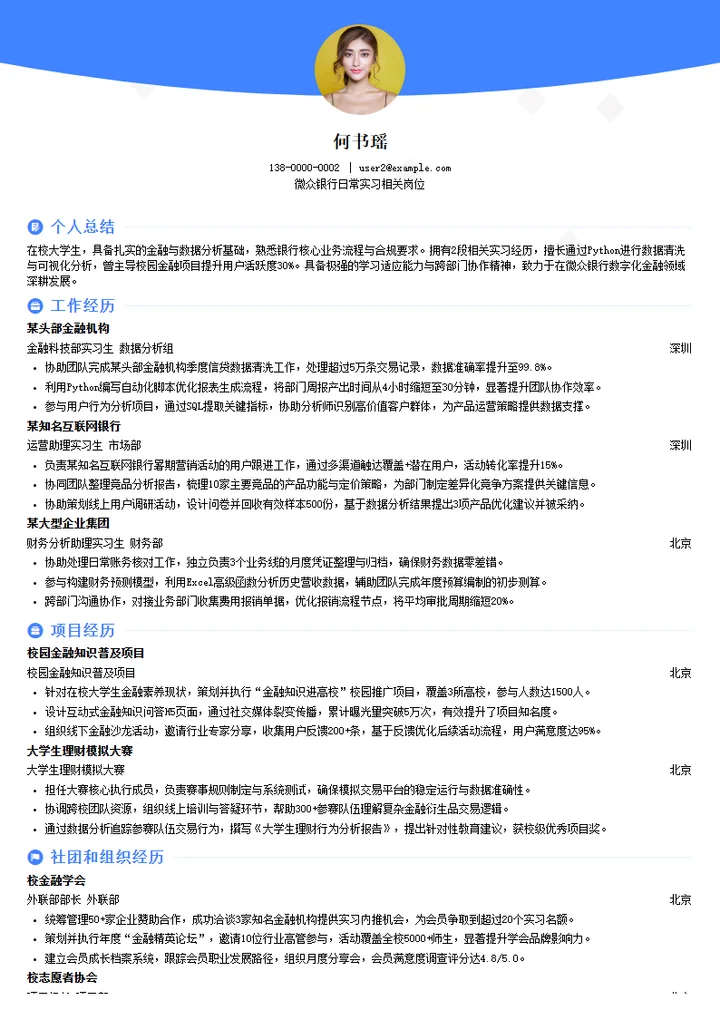 何书瑶
138-0000-0002 | user2@example.com
微众银行日常实习相关岗位
个人总结
在校大学生，具备扎实的金融与数据分析基础，熟悉银行核心业务流程与合规要求。拥有2段相关实习经历，擅长通过Python进行数据清洗
与可视化分析，曾主导校园金融项目提升用户活跃度30%。具备极强的学习适应能力与跨部门协作精神，致力于在微众银行数字化金融领域
深耕发展。
工作经历
某头部金融机构
金融科技部实习生 数据分析组 深圳
• 协助团队完成某头部金融机构季度信贷数据清洗工作，处理超过5万条交易记录，数据准确率提升至99.8%。
• 利用Python编写自动化脚本优化报表生成流程，将部门周报产出时间从4小时缩短至30分钟，显著提升团队协作效率。
• 参与用户行为分析项目，通过SQL提取关键指标，协助分析师识别高价值客户群体，为产品运营策略提供数据支撑。
某知名互联网银行
运营助理实习生 市场部 深圳
• 负责某知名互联网银行暑期营销活动的用户跟进工作，通过多渠道触达覆盖+潜在用户，活动转化率提升15%。
• 协同团队整理竞品分析报告，梳理10家主要竞品的产品功能与定价策略，为部门制定差异化竞争方案提供关键信息。
• 协助策划线上用户调研活动，设计问卷并回收有效样本500份，基于数据分析结果提出3项产品优化建议并被采纳。
某大型企业集团
财务分析助理实习生 财务部 北京
• 协助处理日常账务核对工作，独立负责3个业务线的月度凭证整理与归档，确保财务数据零差错。
• 参与构建财务预测模型，利用Excel高级函数分析历史营收数据，辅助团队完成年度预算编制的初步测算。
• 跨部门沟通协作，对接业务部门收集费用报销单据，优化报销流程节点，将平均审批周期缩短20%。
项目经历
校园金融知识普及项目
校园金融知识普及项目 北京
• 针对在校大学生金融素养现状，策划并执行“金融知识进高校”校园推广项目，覆盖3所高校，参与人数达1500人。
• 设计互动式金融知识问答H5页面，通过社交媒体裂变传播，累计曝光量突破5万次，有效提升了项目知名度。
• 组织线下金融沙龙活动，邀请行业专家分享，收集用户反馈200+条，基于反馈优化后续活动流程，用户满意度达95%。
大学生理财模拟大赛
大学生理财模拟大赛 北京
• 担任大赛核心执行成员，负责赛事规则制定与系统测试，确保模拟交易平台的稳定运行与数据准确性。
• 协调跨校团队资源，组织线上培训与答疑环节，帮助300+参赛队伍理解复杂金融衍生品交易逻辑。
• 通过数据分析追踪参赛队伍交易行为，撰写《大学生理财行为分析报告》，提出针对性教育建议，获校级优秀项目奖。
社团和组织经历
校金融学会
外联部部长 外联部 北京
• 统筹管理50+家企业赞助合作，成功洽谈3家知名金融机构提供实习内推机会，为会员争取到超过20个实习名额。
• 策划并执行年度“金融精英论坛”，邀请10位行业高管参与，活动覆盖全校5000+师生，显著提升学会品牌影响力。
• 建立会员成长档案系统，跟踪会员职业发展路径，组织月度分享会，会员满意度调查评分达4.8/5.0。
校志愿者协会